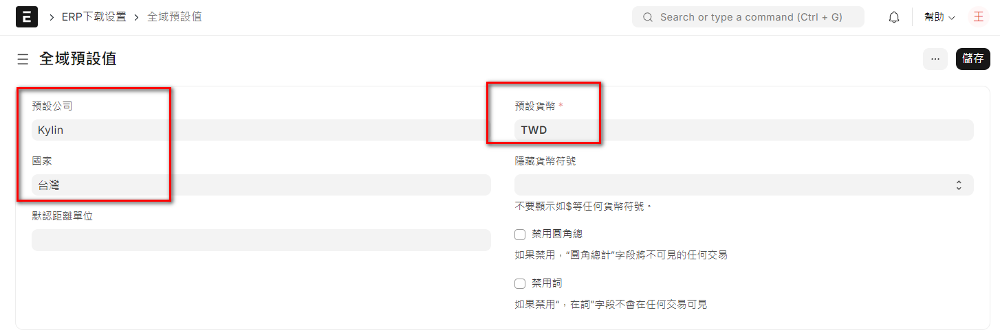 E > ERP下载设置 > 全域預設值
Search or type a command (Ctrl + G)
幫助
王
全域預設值
...
儲存
預設公司
Kylin
國家
台灣
默認距離單位
預設貨幣 *
TWD
隱藏貨幣符號
不要顯示如$等任何貨幣符號。
禁用圓角總
如果禁用，“圓角總計”字段將不可見的任何交易
禁用詞
如果禁用“，在詞”字段不會在任何交易可見